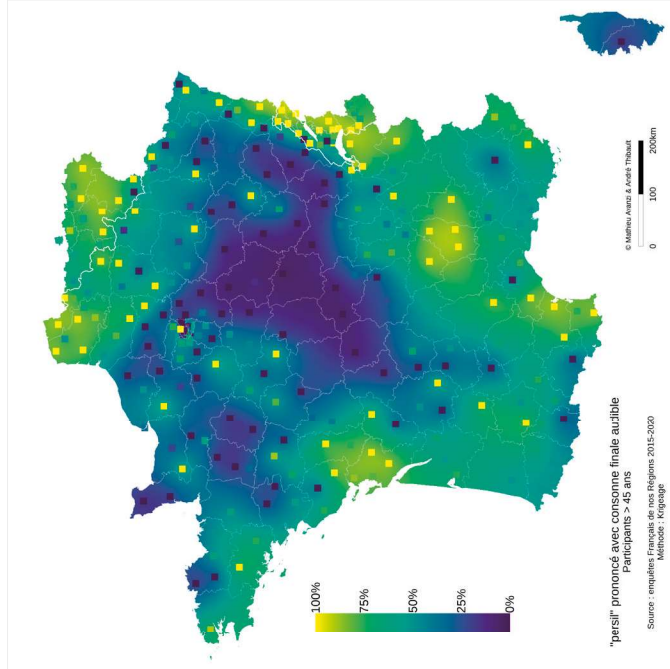 "persil" prononcé avec consonne finale audible
Participants > 45 ans
Source : enquêtes Français de nos Régions 2015-2020
Méthode : Krigeage
© Mathieu Avanzi & André Thibault
0
100
200km
100%
75%
50%
25%
0%